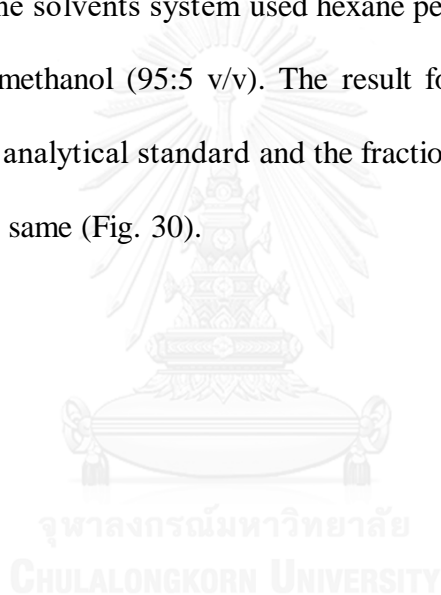 ne solvents system used hexane pe
methanol (95:5 v/v). The result fo
analytical standard and the fractio
same (Fig. 30).
จุฬาลงกรณ์มหาวิทยาลัย
CHULALONGKORN UNIVERSITY